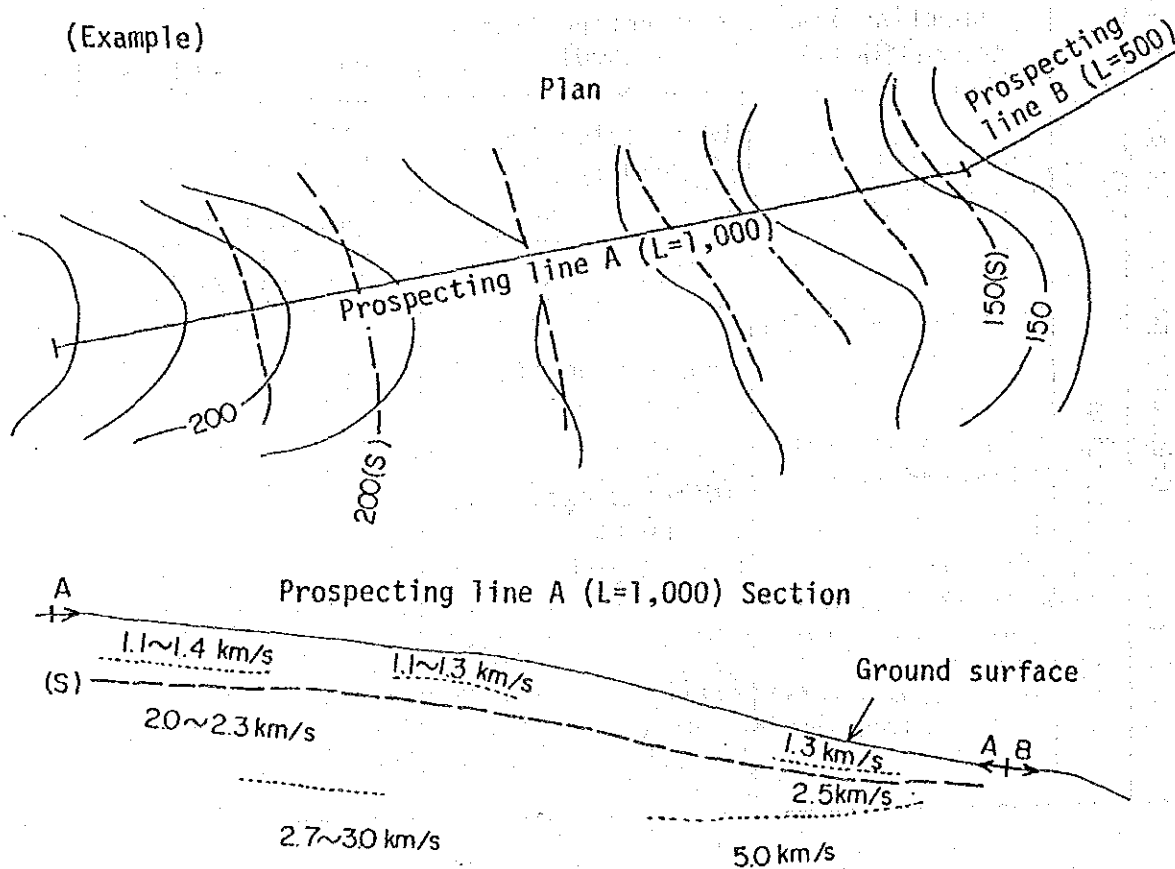 (Example)
Plan
Prospecting
line B (L=500)
Prospecting line A (L=1,000)
200
200(S)
150(S)
150
Prospecting line A (L=1,000) Section
A
1.1~1.4 km/s
1.1~1.3 km/s
Ground surface
(S)
2.0~2.3 km/s
1.3 km/s
A B
2.5km/s
2.7~3.0 km/s
5.0 km/s